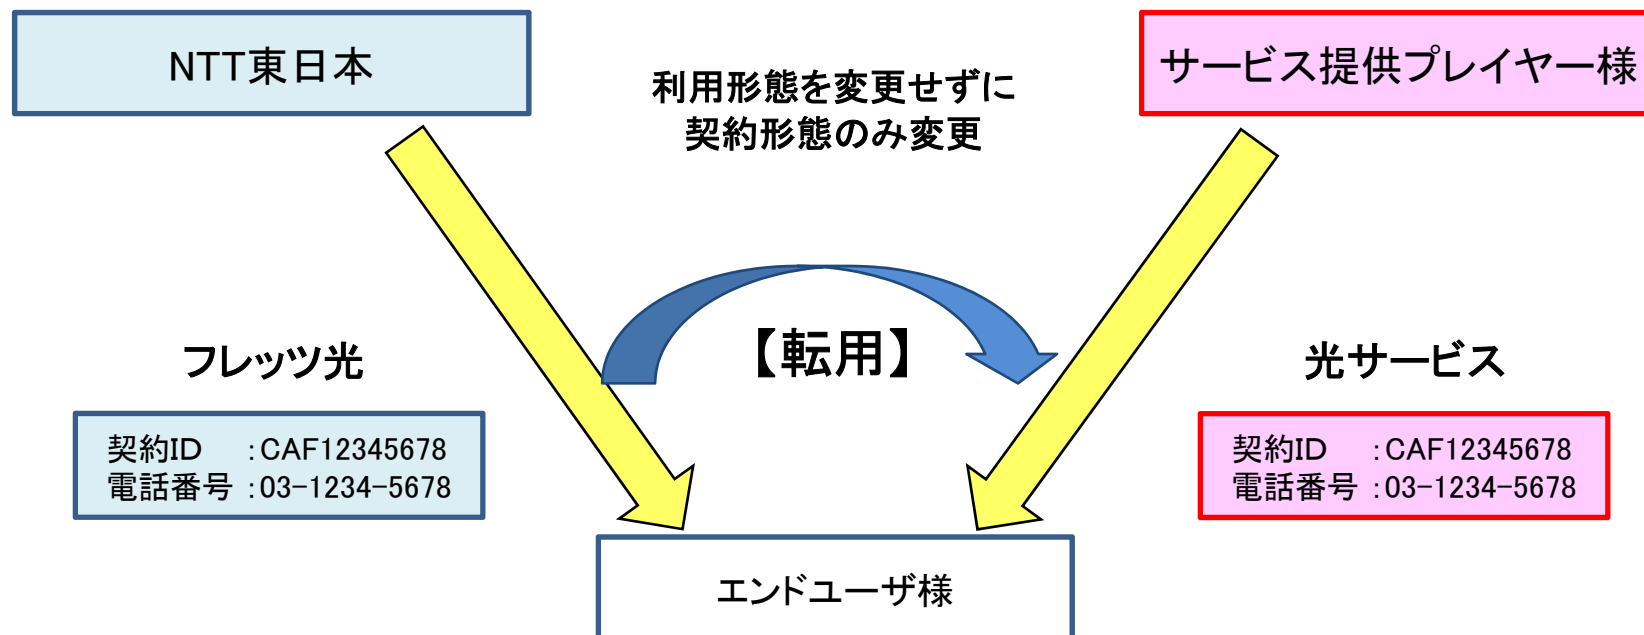 NTT東日本
サービス提供プレイヤー様
利用形態を変更せずに
契約形態のみ変更
フレッツ光
【転用】
光サービス
契約ID :CAF12345678
電話番号 :03-1234-5678
契約ID :CAF12345678
電話番号 :03-1234-5678
エンドユーザ様